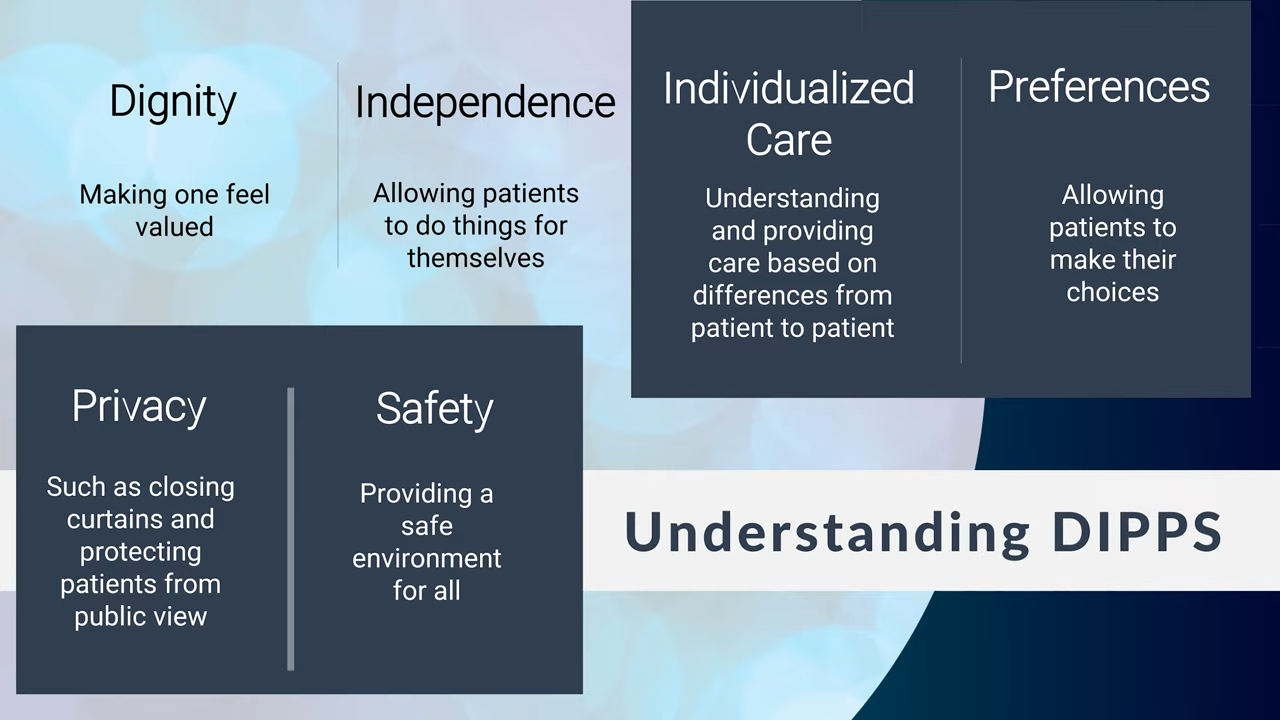 Dignity
Making one feel
valued
Independence
Allowing patients
to do things for
themselves
Individualized
Care
Understanding
and providing
care based on
differences from
patient to patient
Preferences
Allowing
patients to
make their
choices
Privacy
Such as closing
curtains and
protecting
patients from
public view
Safety
Providing a
safe
environment
for all
Understanding DIPPS